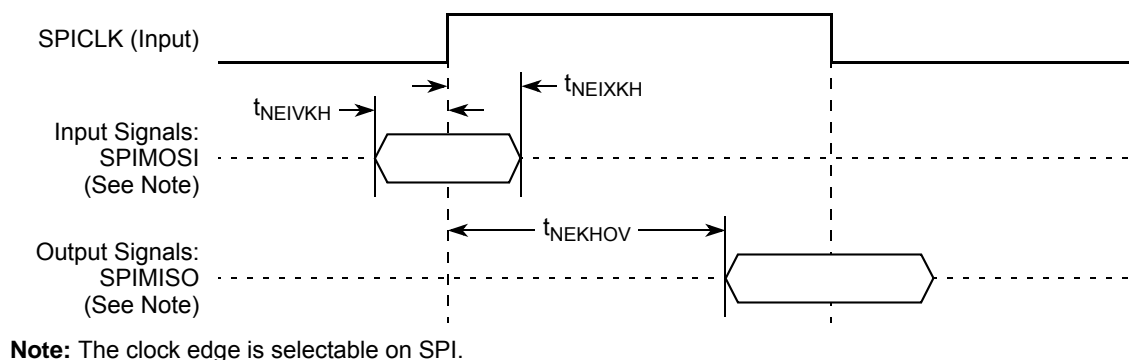 SPICLK (Input)
tNEIVKH
tNEIXKH
Input Signals:
SPIMOSI
(See Note)
tNEKHOV
Output Signals:
SPIMISO
(See Note)
Note: The clock edge is selectable on SPI.